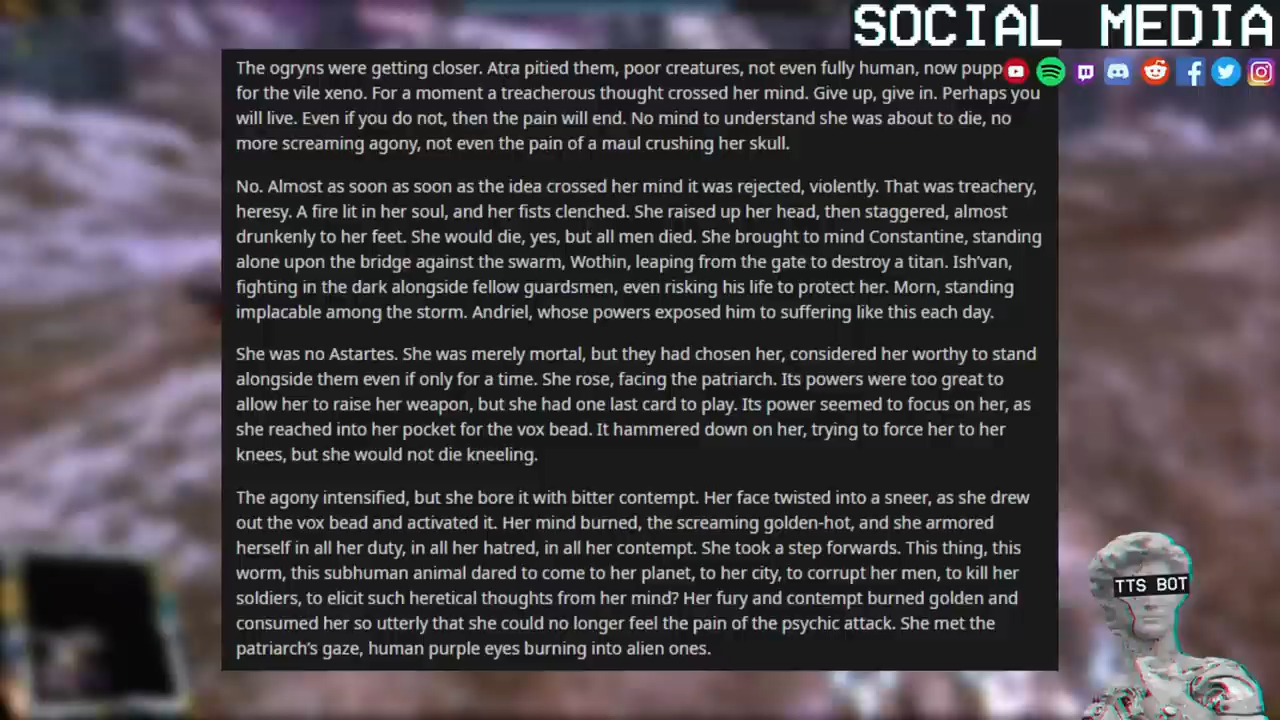 SOCIAL MEDIA
The ogryns were getting closer. Atra pitied them, poor creatures, not even fully human, now pupp
for the vile xeno. For a moment a treacherous thought crossed her mind. Give up, give in. Perhaps you
will live. Even if you do not, then the pain will end. No mind to understand she was about to die, no
more screaming agony, not even the pain of a maul crushing her skull.
No. Almost as soon as soon as the idea crossed her mind it was rejected, violently. That was treachery,
heresy. A fire lit in her soul, and her fists clenched. She raised up her head, then staggered, almost
drunkenly to her feet. She would die, yes, but all men died. She brought to mind Constantine, standing
alone upon the bridge against the swarm, Wothin, leaping from the gate to destroy a titan. Ish’van,
fighting in the dark alongside fellow guardsmen, even risking his life to protect her. Morn, standing
implacable among the storm. Andriel, whose powers exposed him to suffering like this each day.
She was no Astartes. She was merely mortal, but they had chosen her, considered her worthy to stand
alongside them even if only for a time. She rose, facing the patriarch. Its powers were too great to
allow her to raise her weapon, but she had one last card to play. Its power seemed to focus on her, as
she reached into her pocket for the vox bead. It hammered down on her, trying to force her to her
knees, but she would not die kneeling.
The agony intensified, but she bore it with bitter contempt. Her face twisted into a sneer, as she drew
out the vox bead and activated it. Her mind burned, the screaming golden-hot, and she armored
herself in all her duty, in all her hatred, in all her contempt. She took a step forwards. This thing, this
worm, this subhuman animal dared to come to her planet, to her city, to corrupt her men, to kill her
soldiers, to elicit such heretical thoughts from her mind? Her fury and contempt burned golden and
consumed her so utterly that she could no longer feel the pain of the psychic attack. She met the
patriarch’s gaze, human purple eyes burning into alien ones.
TTS BOT